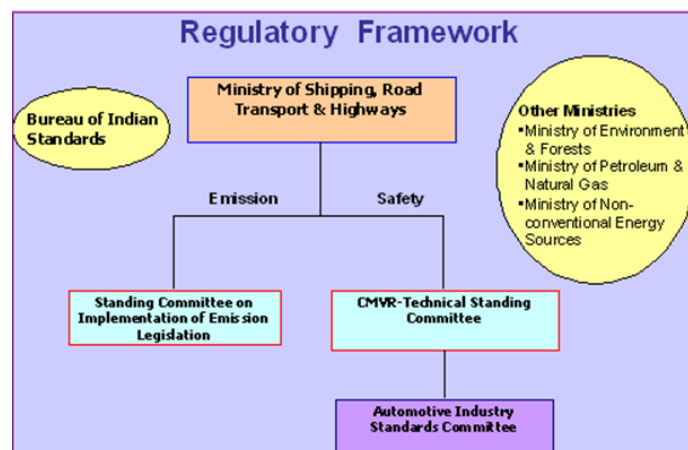 Regulatory Framework
Ministry of Shipping, Road
Transport & Highways
Bureau of Indian
Standards
Other Ministries
▪Ministry of Environment
& Forests
▪Ministry of Petroleum &
Natural Gas
▪Ministry of Non-
conventional Energy
Sources
Emission
Safety
Standing Committee on
Implementation of Emission
Legislation
CMVR-Technical Standing
Committee
Automotive Industry
Standards Committee